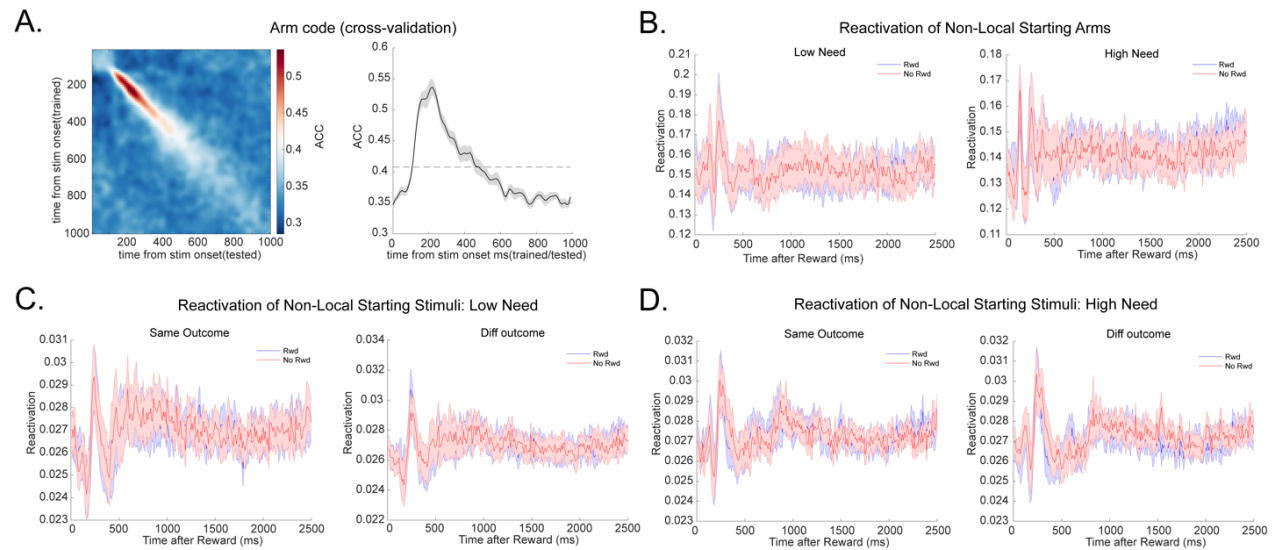 A.
Arm code (cross-validation)
time from stim onset(trained)
200
400
600
800
1000
200 400 600 800 1000
time from stim onset(tested)
0.5
0.45
0.4
0.35
0.3
ACC
ACC
0.6
0.55
0.5
0.45
0.4
0.35
0.3
0 200 400 600 800 1000
time from stim onset ms(trained/tested)
B.
Reactivation of Non-Local Starting Arms
Low Need
Rwd
No Rwd
Reactivation
0.21
0.2
0.19
0.18
0.17
0.16
0.15
0.14
0.13
0.12
0 500 1000 1500 2000 2500
Time after Reward (ms)
High Need
Rwd
No Rwd
Reactivation
0.18
0.17
0.16
0.15
0.14
0.13
0.12
0.11
0 500 1000 1500 2000 2500
Time after Reward (ms)
C.
Reactivation of Non-Local Starting Stimuli: Low Need
Same Outcome
Rwd
No Rwd
Reactivation
0.031
0.03
0.029
0.028
0.027
0.026
0.025
0.024
0.023
0 500 1000 1500 2000 2500
Time after Reward (ms)
Diff outcome
Rwd
No Rwd
Reactivation
0.034
0.032
0.03
0.028
0.026
0.024
0.022
0 500 1000 1500 2000 2500
Time after Reward (ms)
D.
Reactivation of Non-Local Starting Stimuli: High Need
Same Outcome
Rwd
No Rwd
Reactivation
0.032
0.031
0.03
0.029
0.028
0.027
0.026
0.025
0.024
0.023
0 500 1000 1500 2000 2500
Time after Reward (ms)
Diff outcome
Rwd
No Rwd
Reactivation
0.032
0.031
0.03
0.029
0.028
0.027
0.026
0.025
0.024
0.023
0 500 1000 1500 2000 2500
Time after Reward (ms)